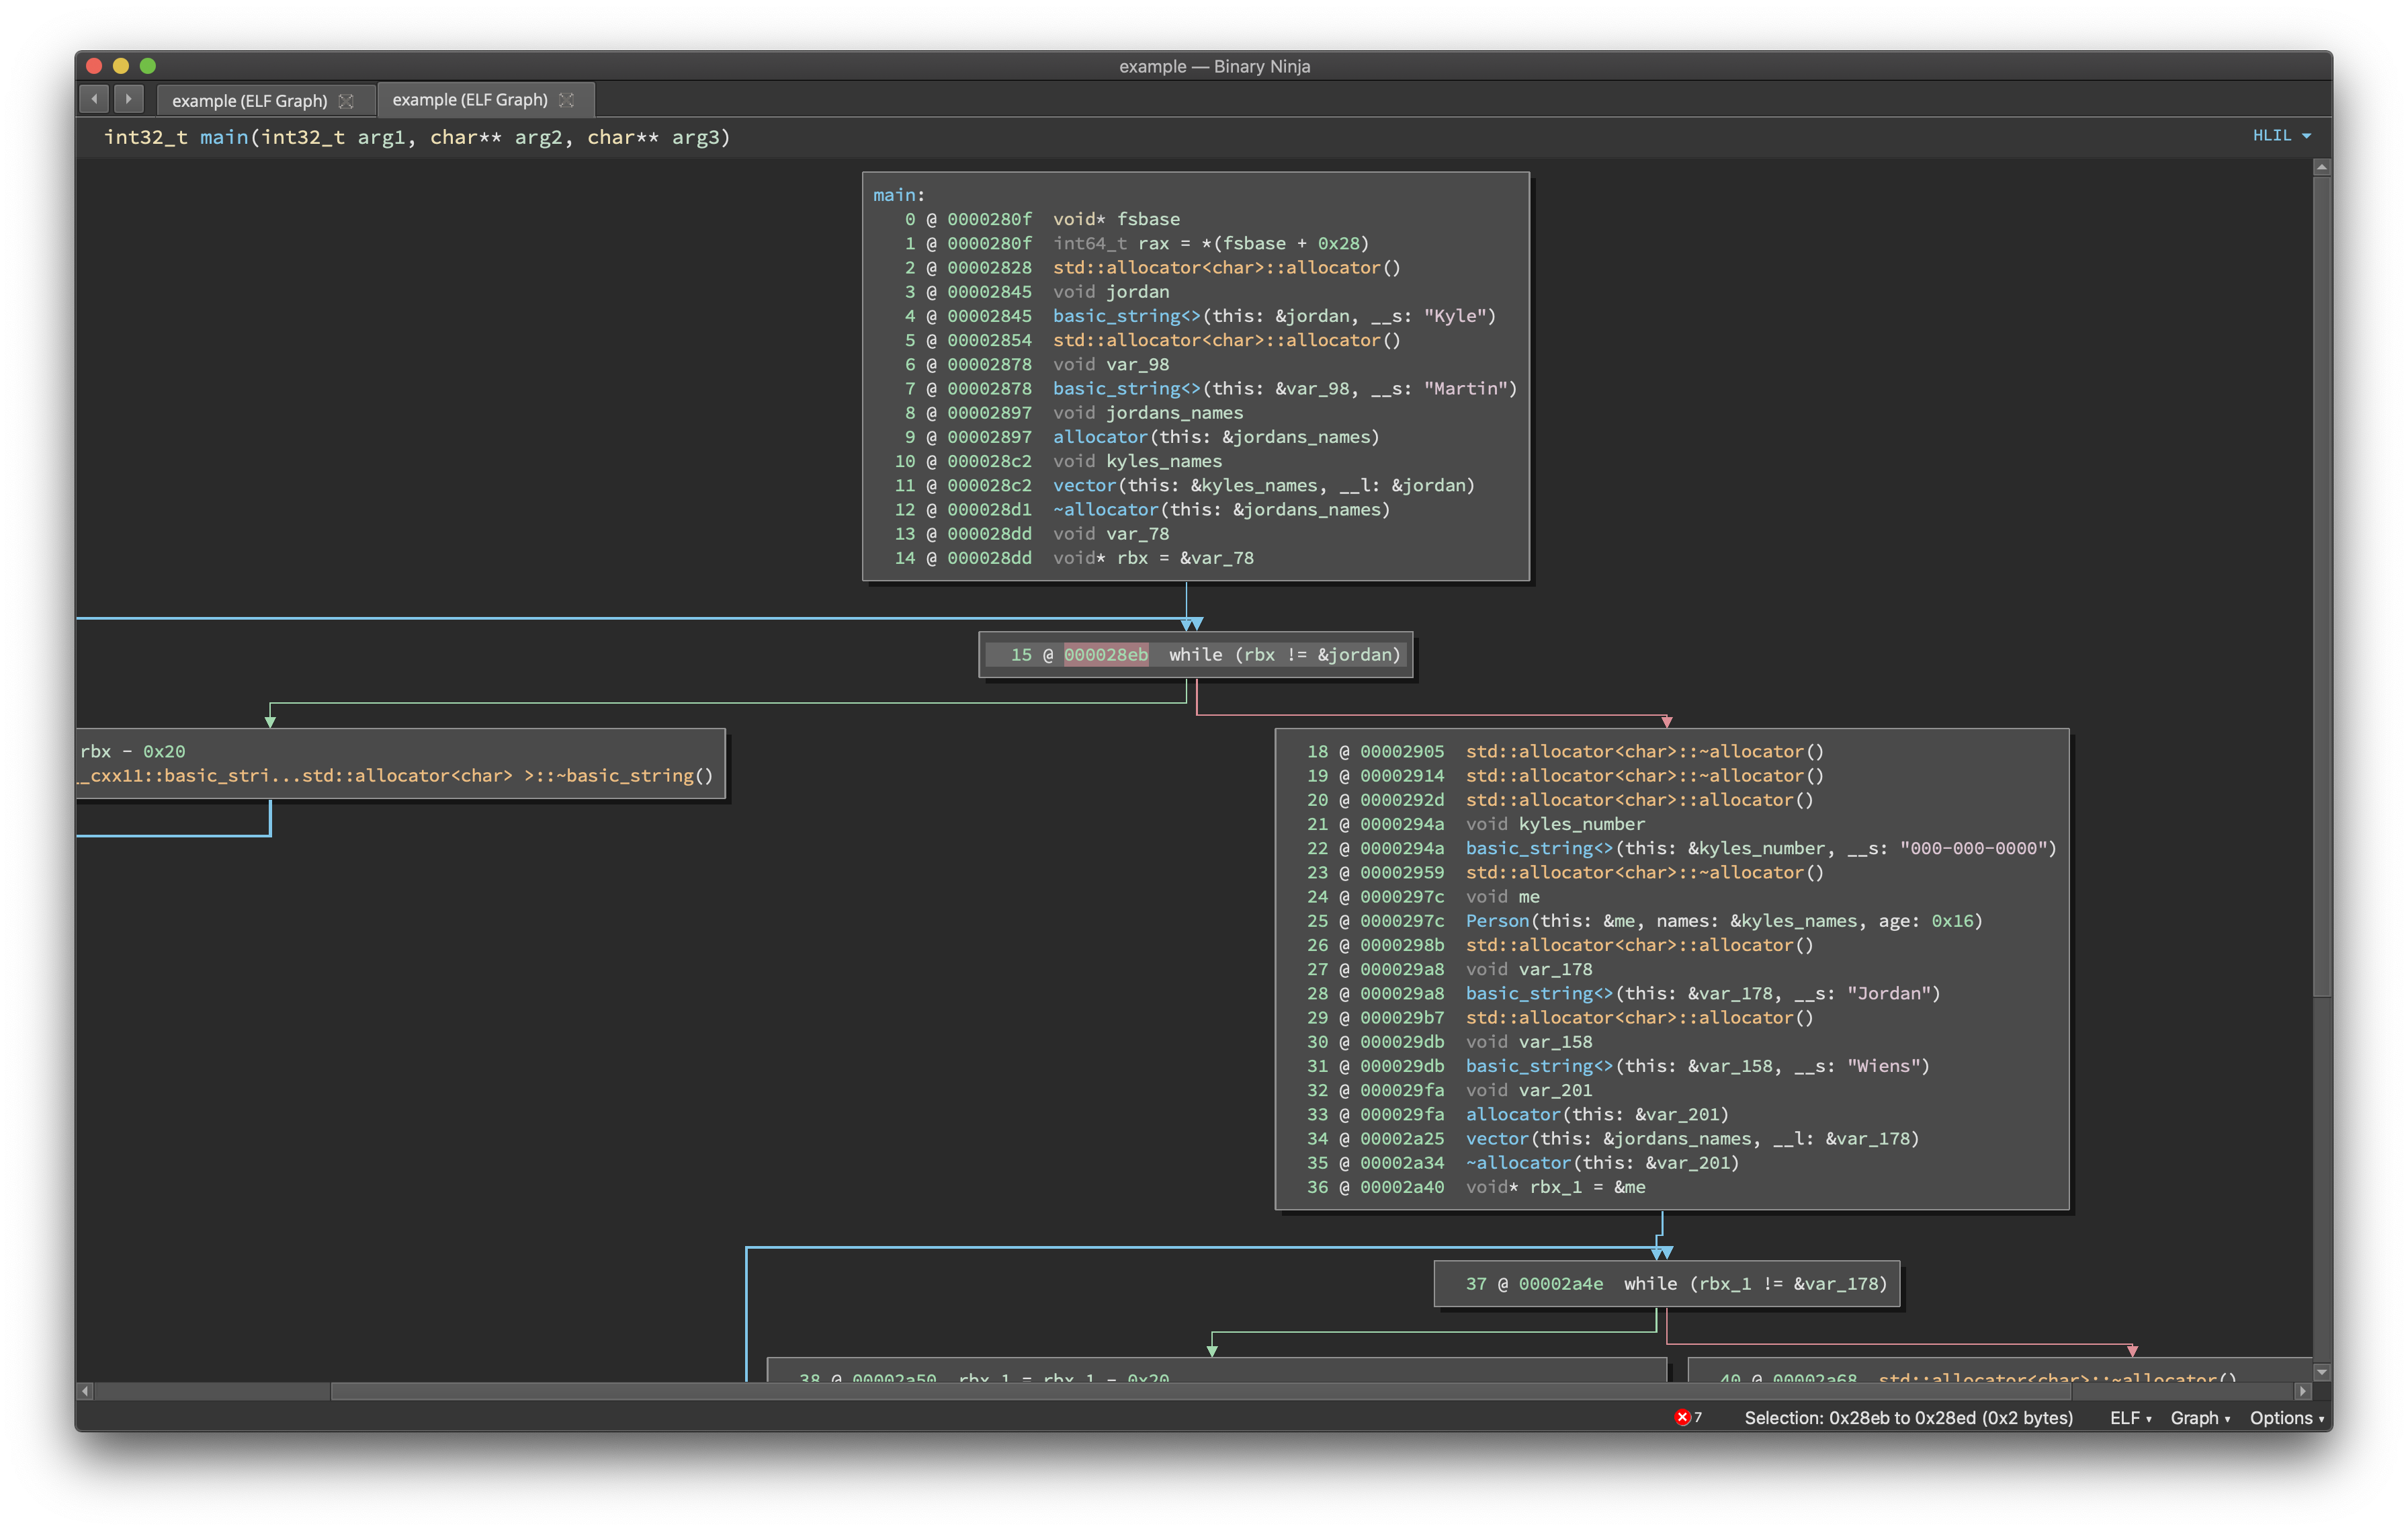 example — Binary Ninja
example (ELF Graph)
example (ELF Graph)
int32_t main(int32_t arg1, char** arg2, char** arg3)
HLIL
main:
0 @ 0000280f void* fsbase
1 @ 0000280f int64_t rax = *(fsbase + 0x28)
2 @ 00002828 std::allocator<char>::allocator()
3 @ 00002845 void jordan
4 @ 00002845 basic_string<>(this: &jordan, __s: "Kyle")
5 @ 00002854 std::allocator<char>::allocator()
6 @ 00002878 void var_98
7 @ 00002878 basic_string<>(this: &var_98, __s: "Martin")
8 @ 00002897 void jordans_names
9 @ 00002897 allocator(this: &jordans_names)
10 @ 000028c2 void kyles_names
11 @ 000028c2 vector(this: &kyles_names, __l: &jordan)
12 @ 000028d1 ~allocator(this: &jordans_names)
13 @ 000028dd void var_78
14 @ 000028dd void* rbx = &var_78
15 @ 000028eb while (rbx != &jordan)
rbx - 0x20
_cxx11::basic_stri...std::allocator<char> >::~basic_string()
18 @ 00002905 std::allocator<char>::~allocator()
19 @ 00002914 std::allocator<char>::~allocator()
20 @ 0000292d std::allocator<char>::allocator()
21 @ 0000294a void kyles_number
22 @ 0000294a basic_string<>(this: &kyles_number, __s: "000-000-0000")
23 @ 00002959 std::allocator<char>::~allocator()
24 @ 0000297c void me
25 @ 0000297c Person(this: &me, names: &kyles_names, age: 0x16)
26 @ 0000298b std::allocator<char>::allocator()
27 @ 000029a8 void var_178
28 @ 000029a8 basic_string<>(this: &var_178, __s: "Jordan")
29 @ 000029b7 std::allocator<char>::allocator()
30 @ 000029db void var_158
31 @ 000029db basic_string<>(this: &var_158, __s: "Wiens")
32 @ 000029fa void var_201
33 @ 000029fa allocator(this: &var_201)
34 @ 00002a25 vector(this: &jordans_names, __l: &var_178)
35 @ 00002a34 ~allocator(this: &var_201)
36 @ 00002a40 void* rbx_1 = &me
37 @ 00002a4e while (rbx_1 != &var_178)
38 @ 00002a50 rbx_1 = rbx_1 - 0x20
40 @ 00002a68 std::allocator<char>::~allocator()
7
Selection: 0x28eb to 0x28ed (0x2 bytes)
ELF
Graph
Options